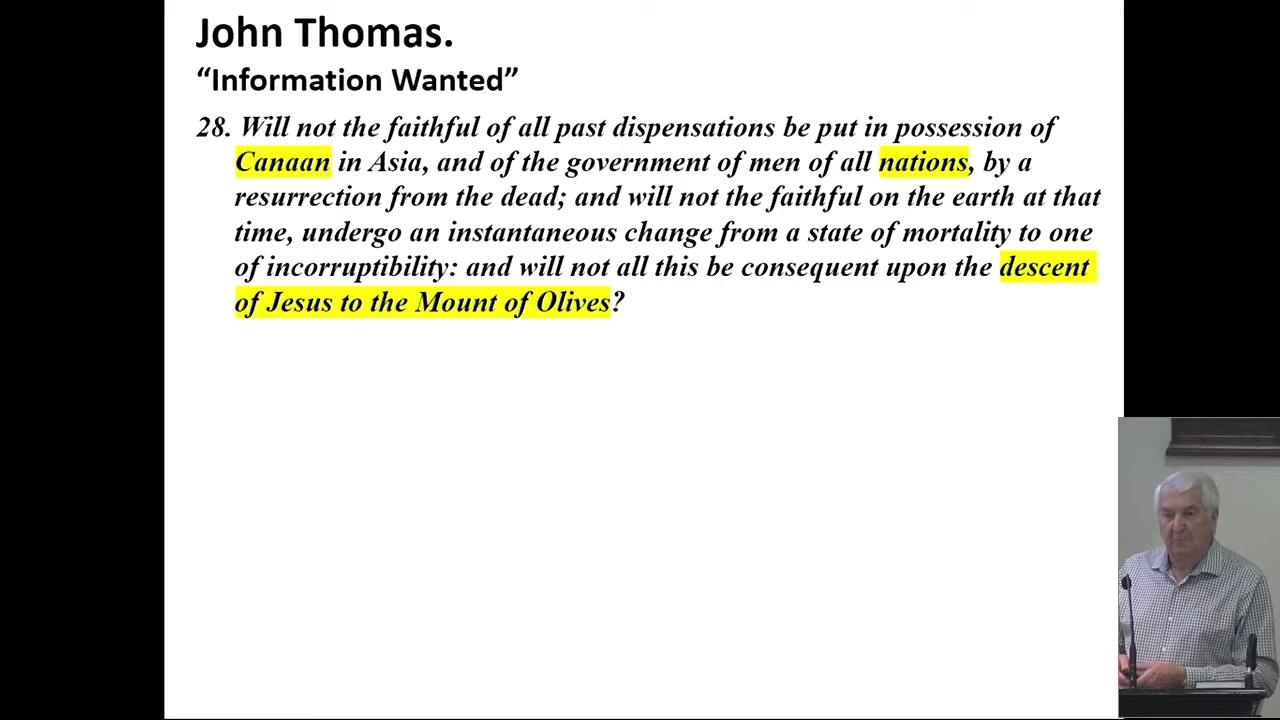 John Thomas.
“Information Wanted”
28. Will not the faithful of all past dispensations be put in possession of
Canaan in Asia, and of the government of men of all nations, by a
resurrection from the dead; and will not the faithful on the earth at that
time, undergo an instantaneous change from a state of mortality to one
of incorruptibility: and will not all this be consequent upon the descent
of Jesus to the Mount of Olives?